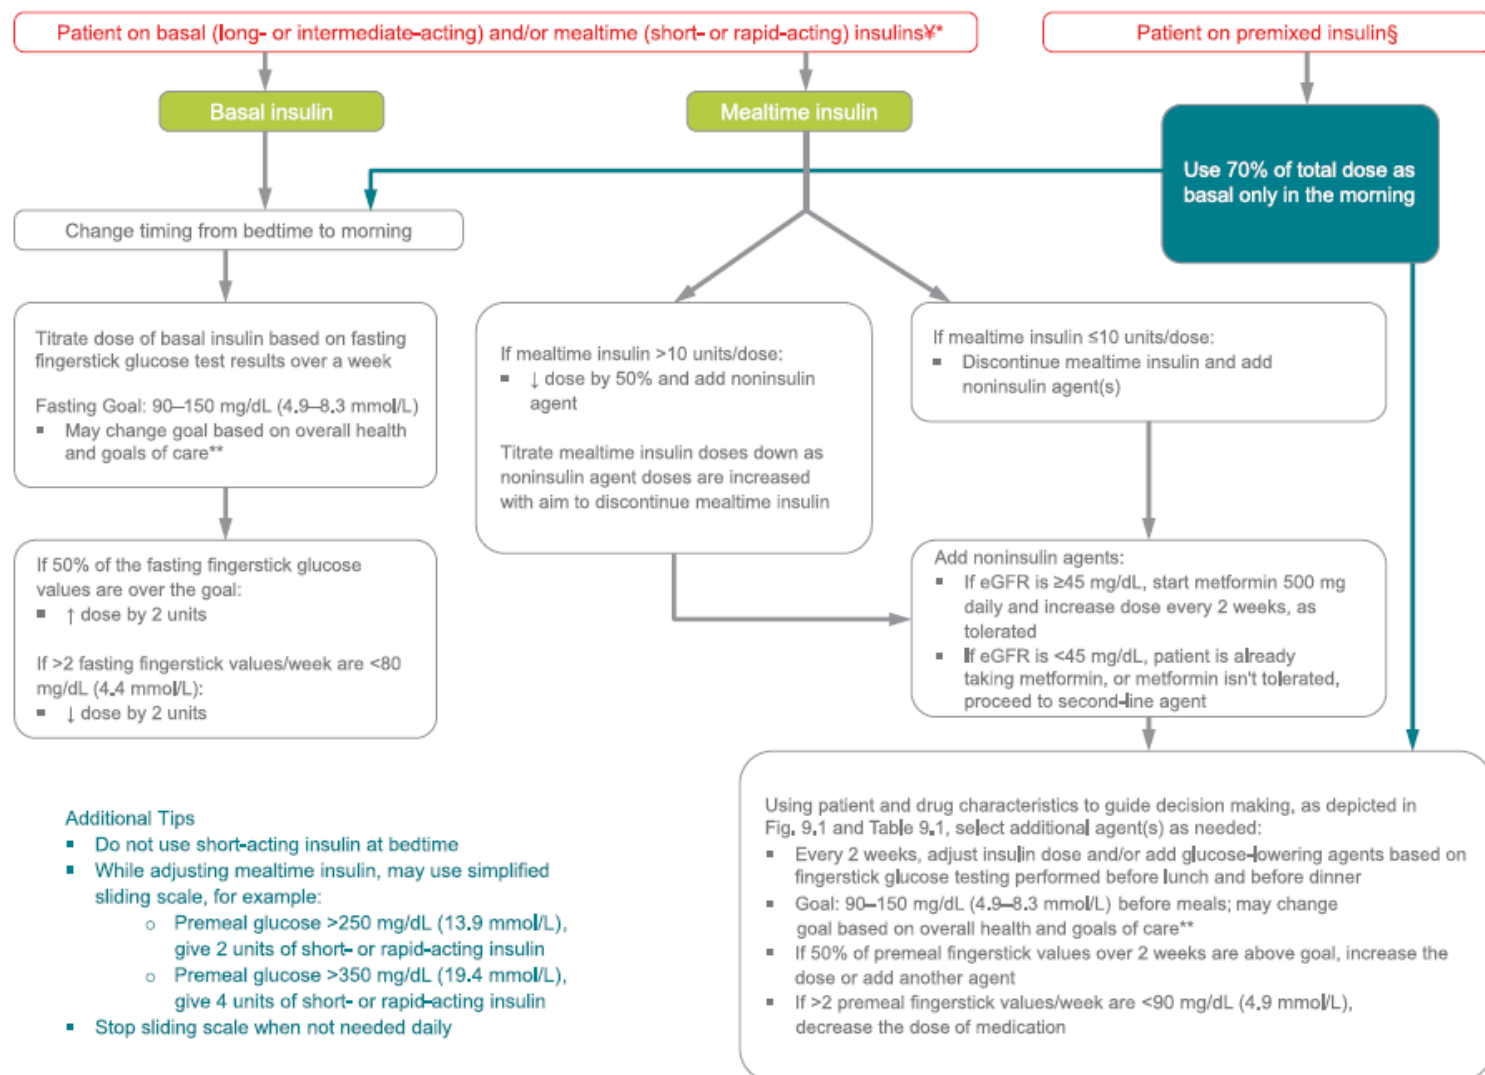 Patient on basal (long- or intermediate-acting) and/or mealtime (short- or rapid-acting) insulins¥*
Patient on premixed insulin§
Basal insulin
Mealtime insulin
Use 70% of total dose as
basal only in the morning
Change timing from bedtime to morning
Titrate dose of basal insulin based on fasting
fingerstick glucose test results over a week
Fasting Goal: 90–150 mg/dL (4.9–8.3 mmol/L)
▪ May change goal based on overall health
and goals of care**
If 50% of the fasting fingerstick glucose
values are over the goal:
▪ ↑ dose by 2 units
If >2 fasting fingerstick values/week are <80
mg/dL (4.4 mmol/L):
▪ ↓ dose by 2 units
If mealtime insulin >10 units/dose:
▪ ↓ dose by 50% and add noninsulin
agent
Titrate mealtime insulin doses down as
noninsulin agent doses are increased
with aim to discontinue mealtime insulin
If mealtime insulin ≤10 units/dose:
▪ Discontinue mealtime insulin and add
noninsulin agent(s)
Add noninsulin agents:
▪ If eGFR is ≥45 mg/dL, start metformin 500 mg
daily and increase dose every 2 weeks, as
tolerated
▪ If eGFR is <45 mg/dL, patient is already
taking metformin, or metformin isn't tolerated,
proceed to second-line agent
Using patient and drug characteristics to guide decision making, as depicted in
Fig. 9.1 and Table 9.1, select additional agent(s) as needed:
▪ Every 2 weeks, adjust insulin dose and/or add glucose-lowering agents based on
fingerstick glucose testing performed before lunch and before dinner
▪ Goal: 90–150 mg/dL (4.9–8.3 mmol/L) before meals; may change
goal based on overall health and goals of care**
▪ If 50% of premeal fingerstick values over 2 weeks are above goal, increase the
dose or add another agent
▪ If >2 premeal fingerstick values/week are <90 mg/dL (4.9 mmol/L),
decrease the dose of medication
Additional Tips
▪ Do not use short-acting insulin at bedtime
▪ While adjusting mealtime insulin, may use simplified
sliding scale, for example:
○ Premeal glucose >250 mg/dL (13.9 mmol/L),
give 2 units of short- or rapid-acting insulin
○ Premeal glucose >350 mg/dL (19.4 mmol/L),
give 4 units of short- or rapid-acting insulin
▪ Stop sliding scale when not needed daily